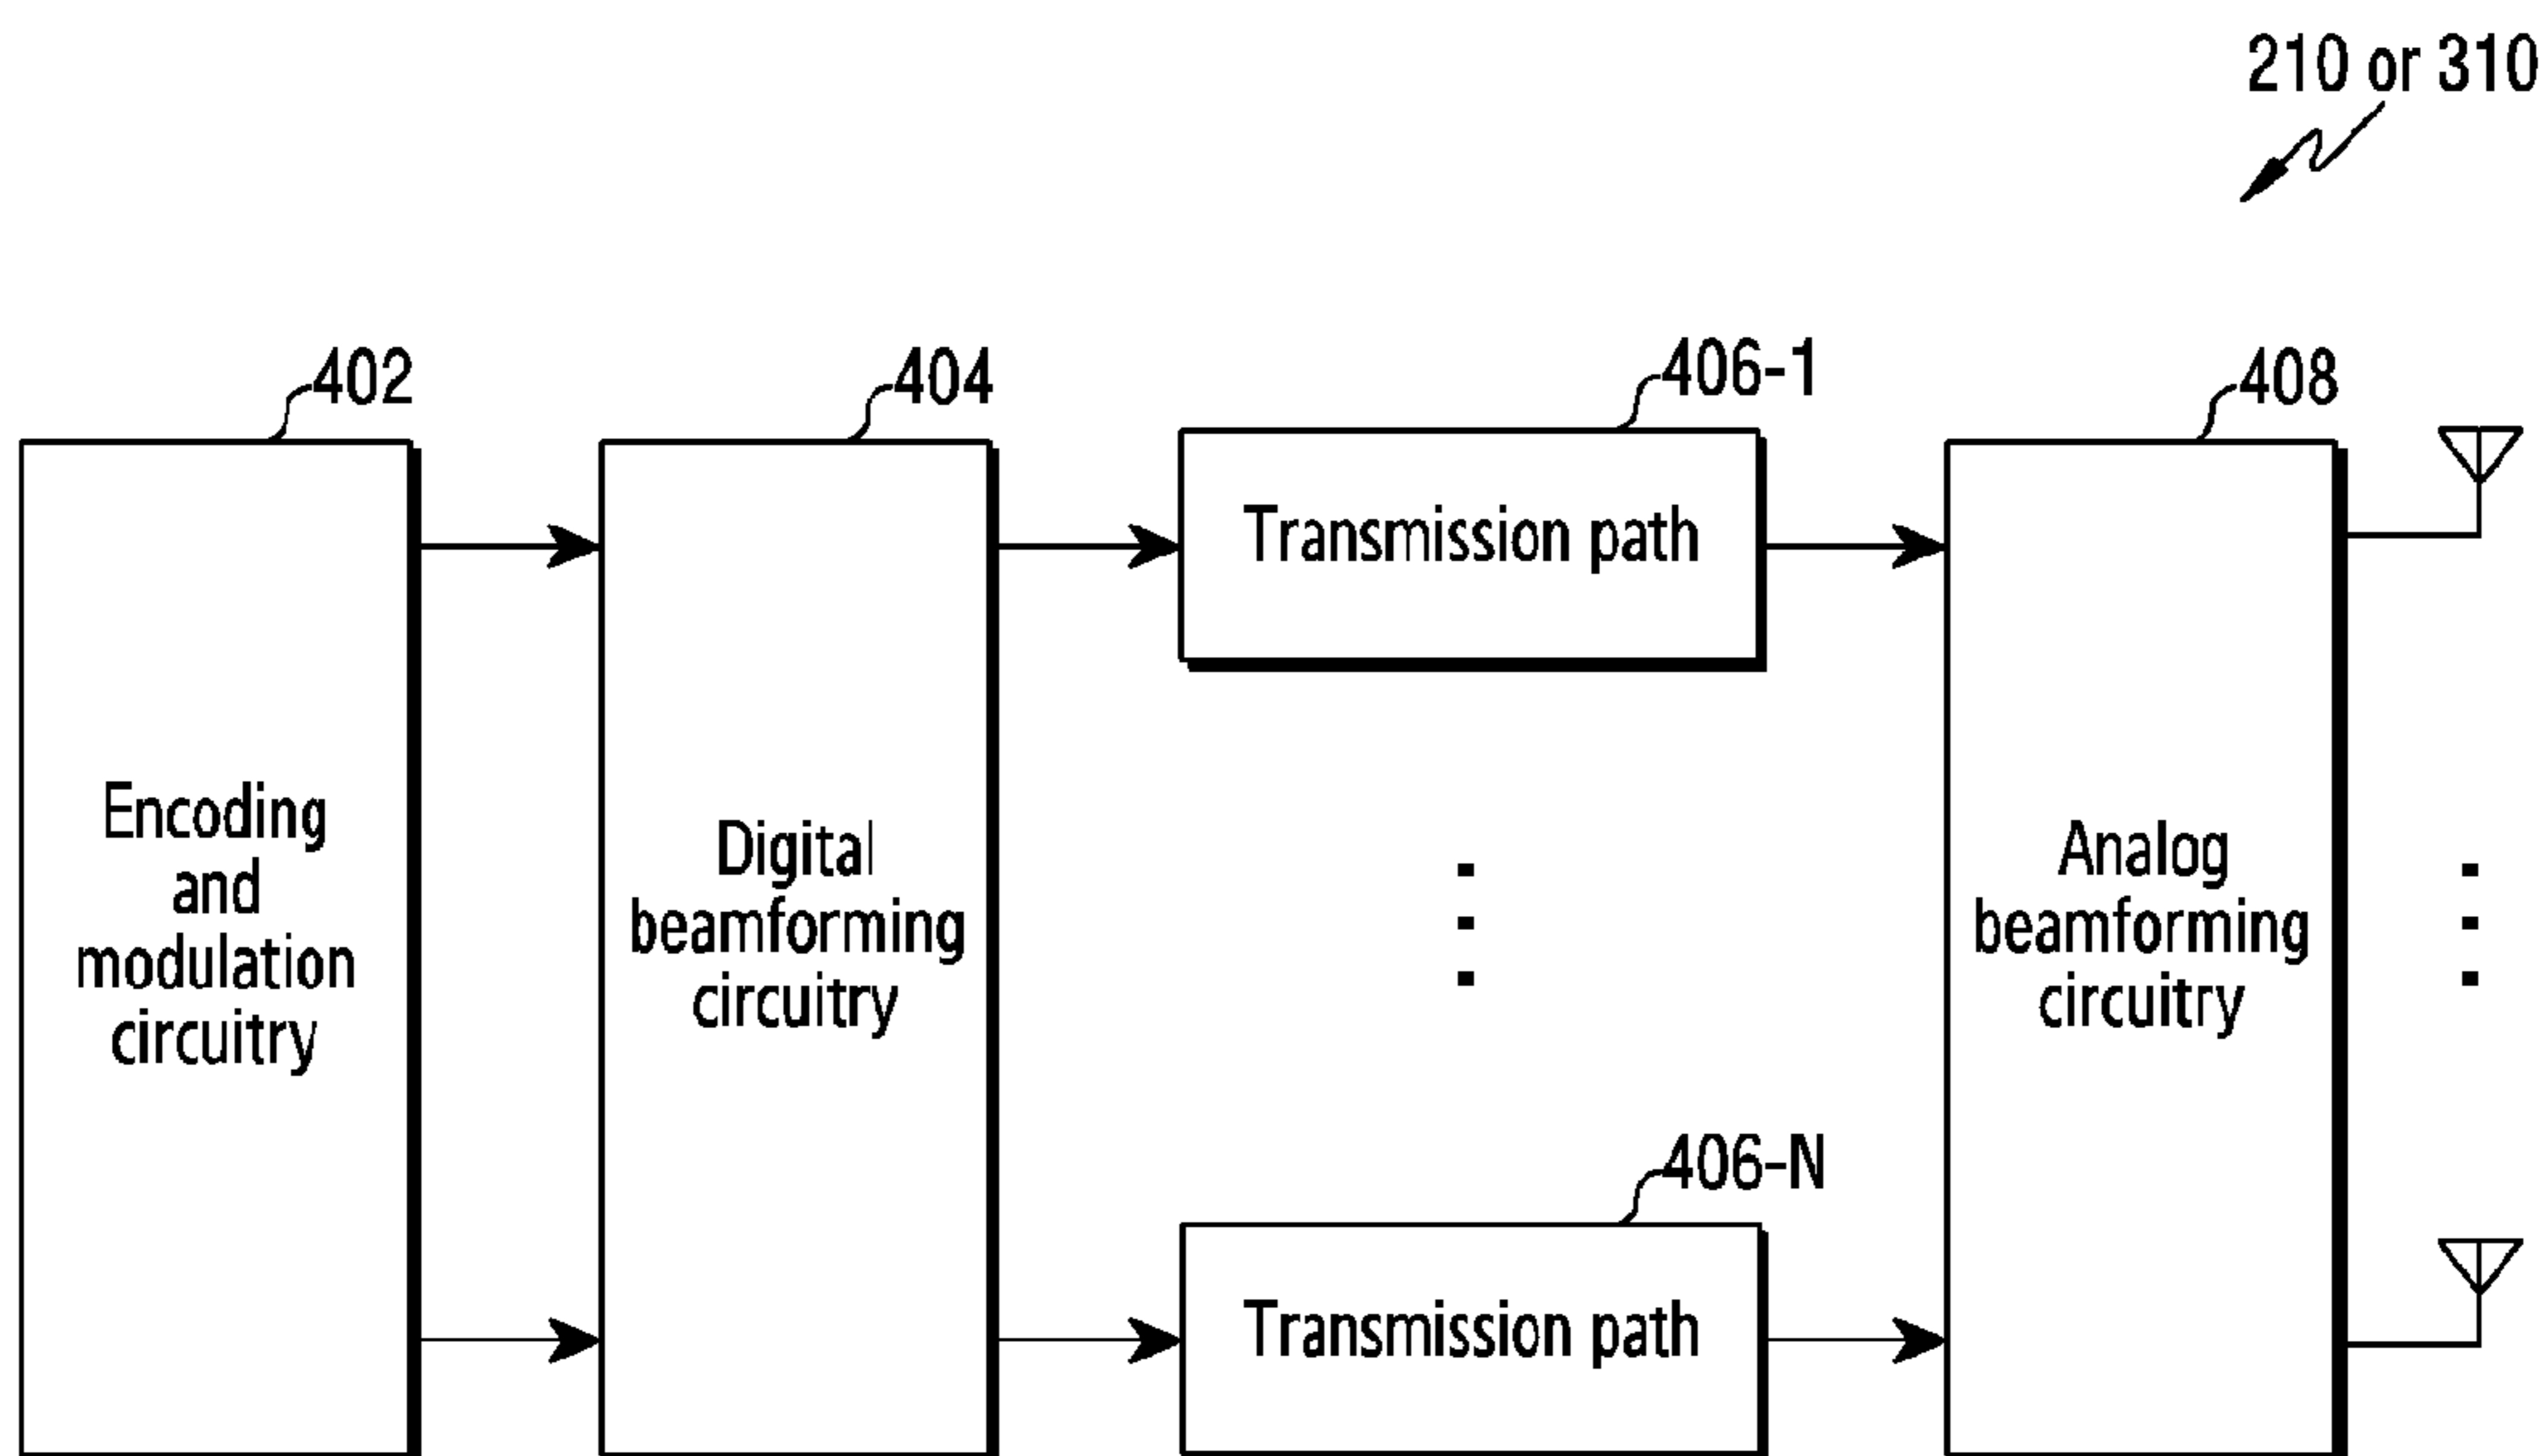 210 or 310
402
404
406-1
408
Encoding
and
modulation
circuitry
Digital
beamforming
circuitry
Transmission path
Analog
beamforming
circuitry
406-N
Transmission path